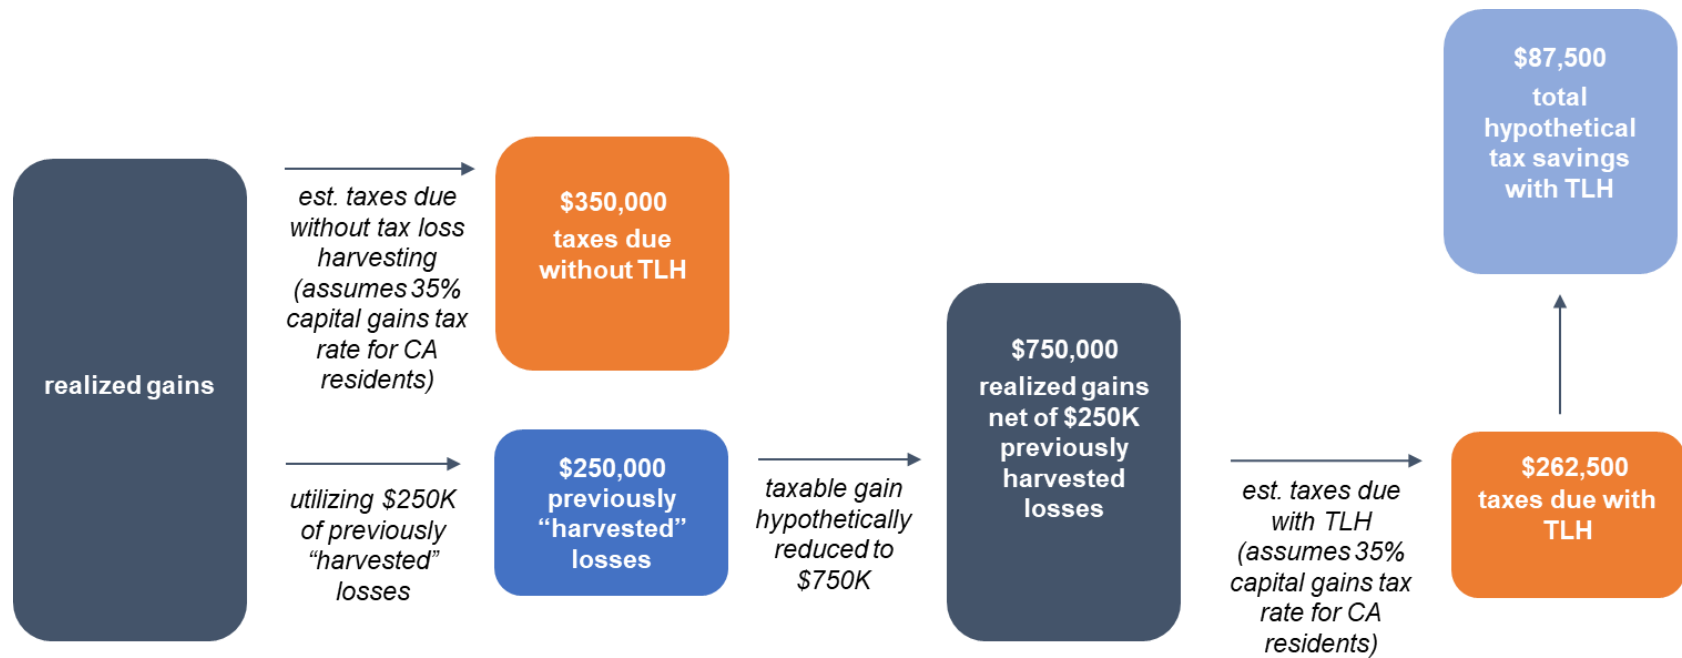 realized gains
est. taxes due
without tax loss
harvesting
(assumes 35%
capital gains tax
rate for CA
residents)
$350,000
taxes due
without TLH
utilizing $250K
of previously
“harvested”
losses
$250,000
previously
“harvested”
losses
taxable gain
hypothetically
reduced to
$750K
$750,000
realized gains
net of $250K
previously
harvested
losses
est. taxes due
with TLH
(assumes 35%
capital gains tax
rate for CA
residents)
$262,500
taxes due with
TLH
$87,500
total
hypothetical
tax savings
with TLH